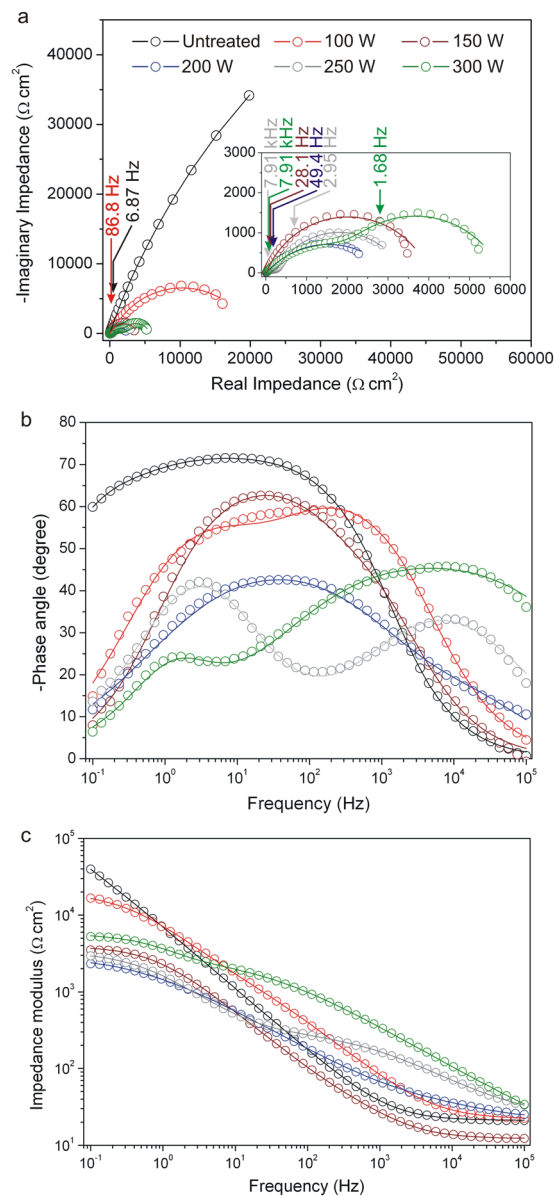 a
Untreated 100 W 150 W
200 W 250 W 300 W
40000
35000
30000
25000
20000
15000
10000
5000
0
-Imaginary Impedance (Ω cm²)
86.8 Hz
6.87 Hz
7.91 kHz
7.91 kHz
28.1 Hz
49.4 Hz
2.95 Hz
1.68 Hz
3000
2000
1000
0
0 1000 2000 3000 4000 5000 6000
0 10000 20000 30000 40000 50000 60000
Real Impedance (Ω cm²)
b
80
70
60
50
40
30
20
10
0
-Phase angle (degree)
10⁻¹ 10⁰ 10¹ 10² 10³ 10⁴ 10⁵
Frequency (Hz)
c
10⁵
10⁴
10³
10²
10¹
Impedance modulus (Ω cm²)
10⁻¹ 10⁰ 10¹ 10² 10³ 10⁴ 10⁵
Frequency (Hz)